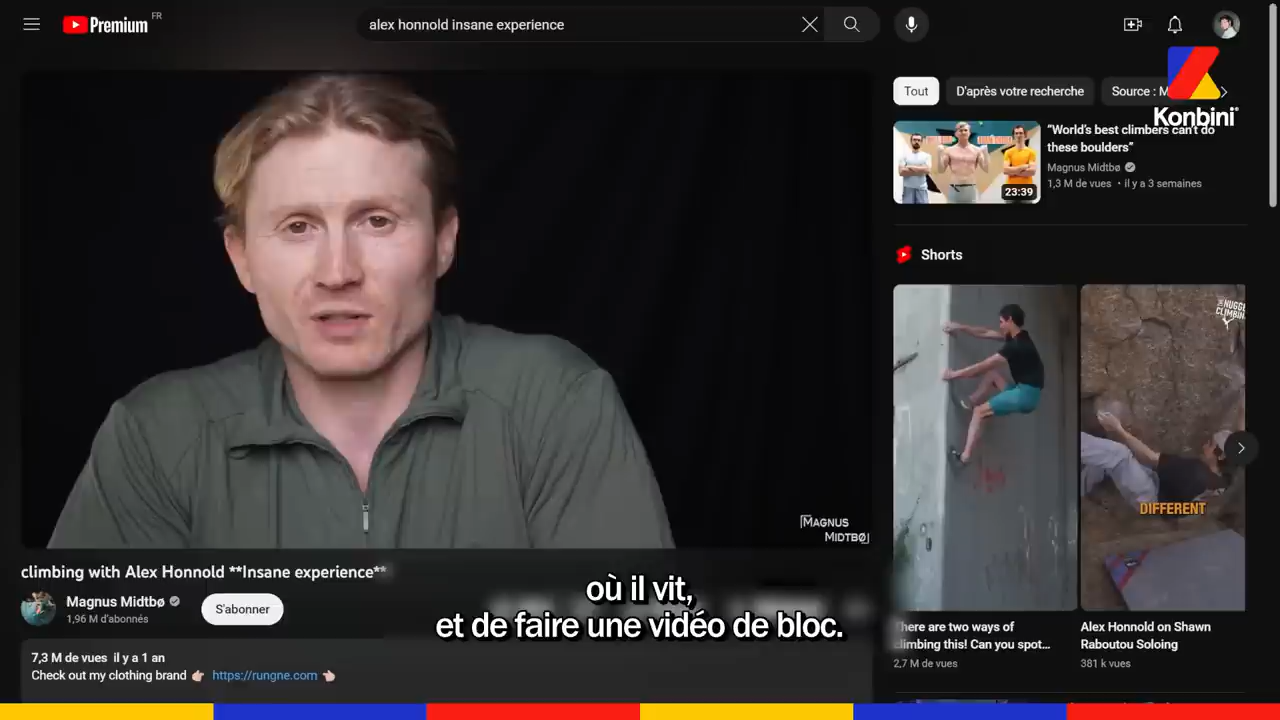 Premium FR
alex honnold insane experience
Tout
D'après votre recherche
Source : M
Konbini
"World's best climbers can't do
these boulders"
Magnus Midtbø
1,3 M de vues • il y a 3 semaines
23:39
Shorts
THE NUGGET
CLIMBING
DIFFERENT
MAGNUS
MIDTBØ
climbing with Alex Honnold **Insane experience**
Magnus Midtbø
1,96 M d'abonnés
S'abonner
où il vit,
et de faire une vidéo de bloc.
There are two ways of
climbing this! Can you spot...
2,7 M de vues
Alex Honnold on Shawn
Raboutou Soloing
381 k vues
7,3 M de vues il y a 1 an
Check out my clothing brand 👉🏻 https://rungne.com 👈🏻